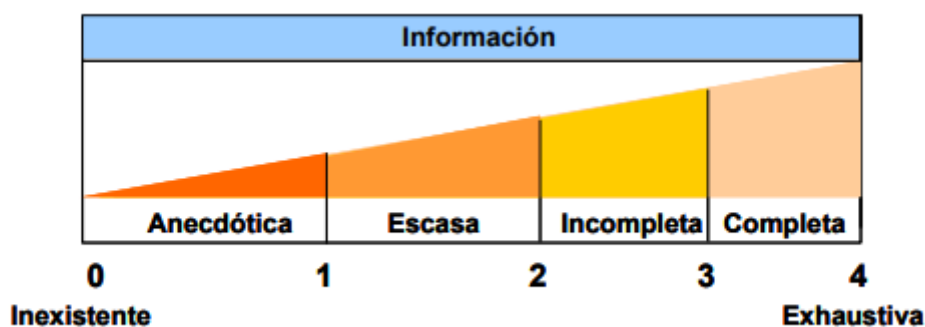 Información
Anecdótica Escasa Incompleta Completa
0 1 2 3 4
Inexistente Exhaustiva